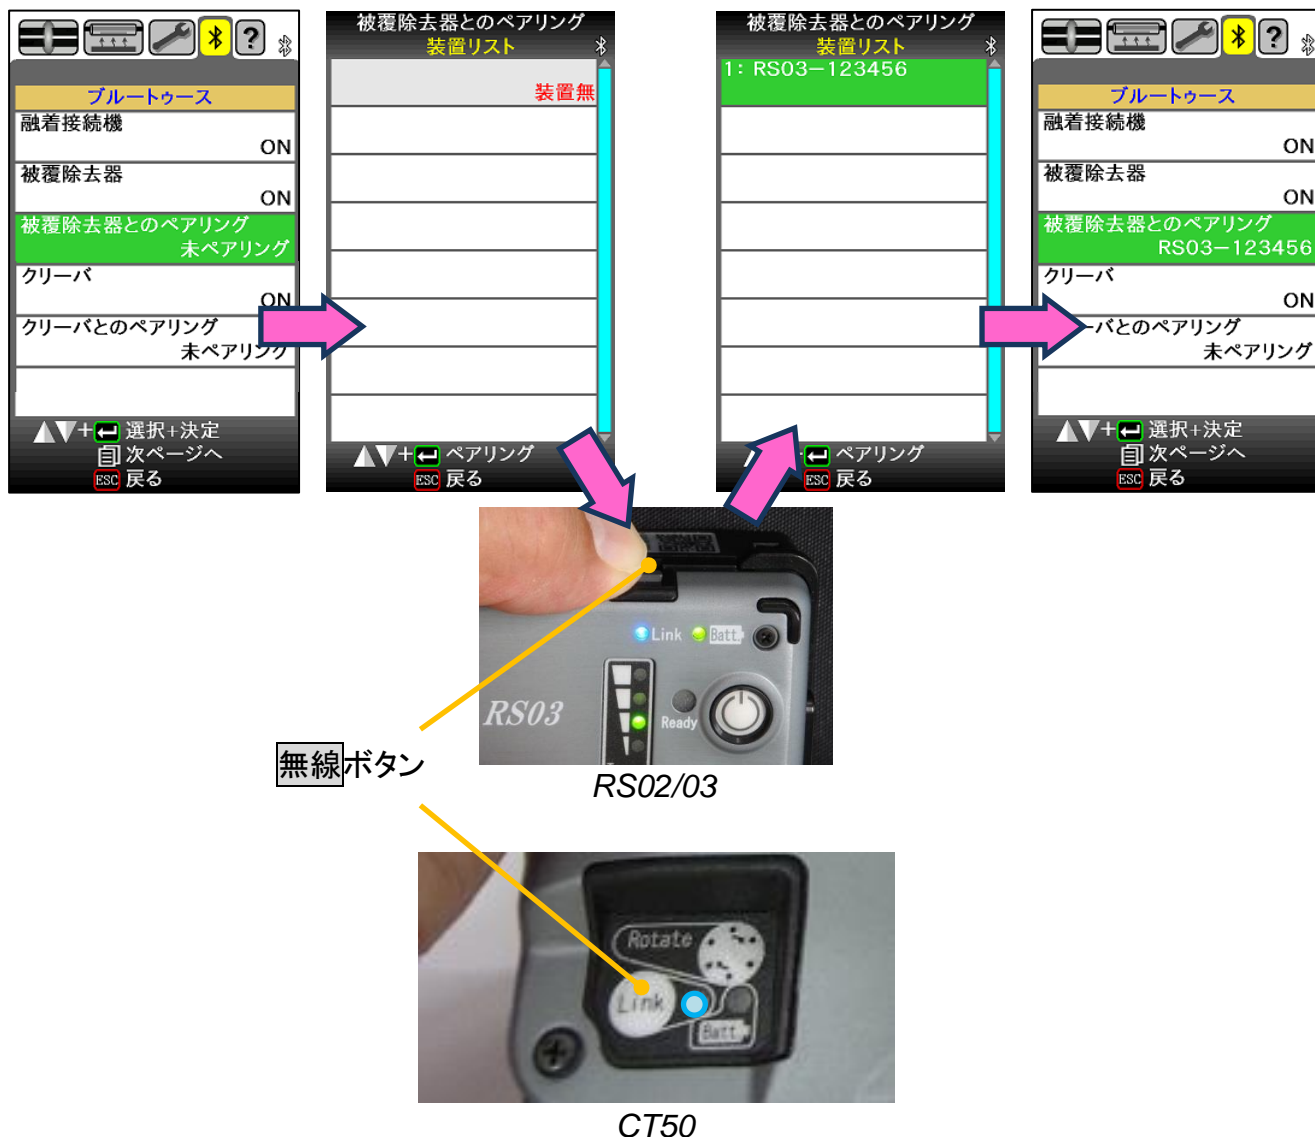 ?
ブルートゥース
融着接続機
ON
被覆除去器
ON
被覆除去器とのペアリング
未ペアリング
クリーバ
ON
クリーバとのペアリング
未ペアリング
+ 選択+決定
次ページへ
ESC 戻る
被覆除去器とのペアリング
装置リスト
装置無
+ ペアリング
ESC 戻る
被覆除去器とのペアリング
装置リスト
1: RS03-123456
+ ペアリング
ESC 戻る
?
ブルートゥース
融着接続機
ON
被覆除去器
ON
被覆除去器とのペアリング
RS03-123456
クリーバ
ON
ーバとのペアリング
未ペアリング
+ 選択+決定
次ページへ
ESC 戻る
Link Batt.
RS03
Ready
無線ボタン
RS02/03
Rotate
Link
Batt.
CT50